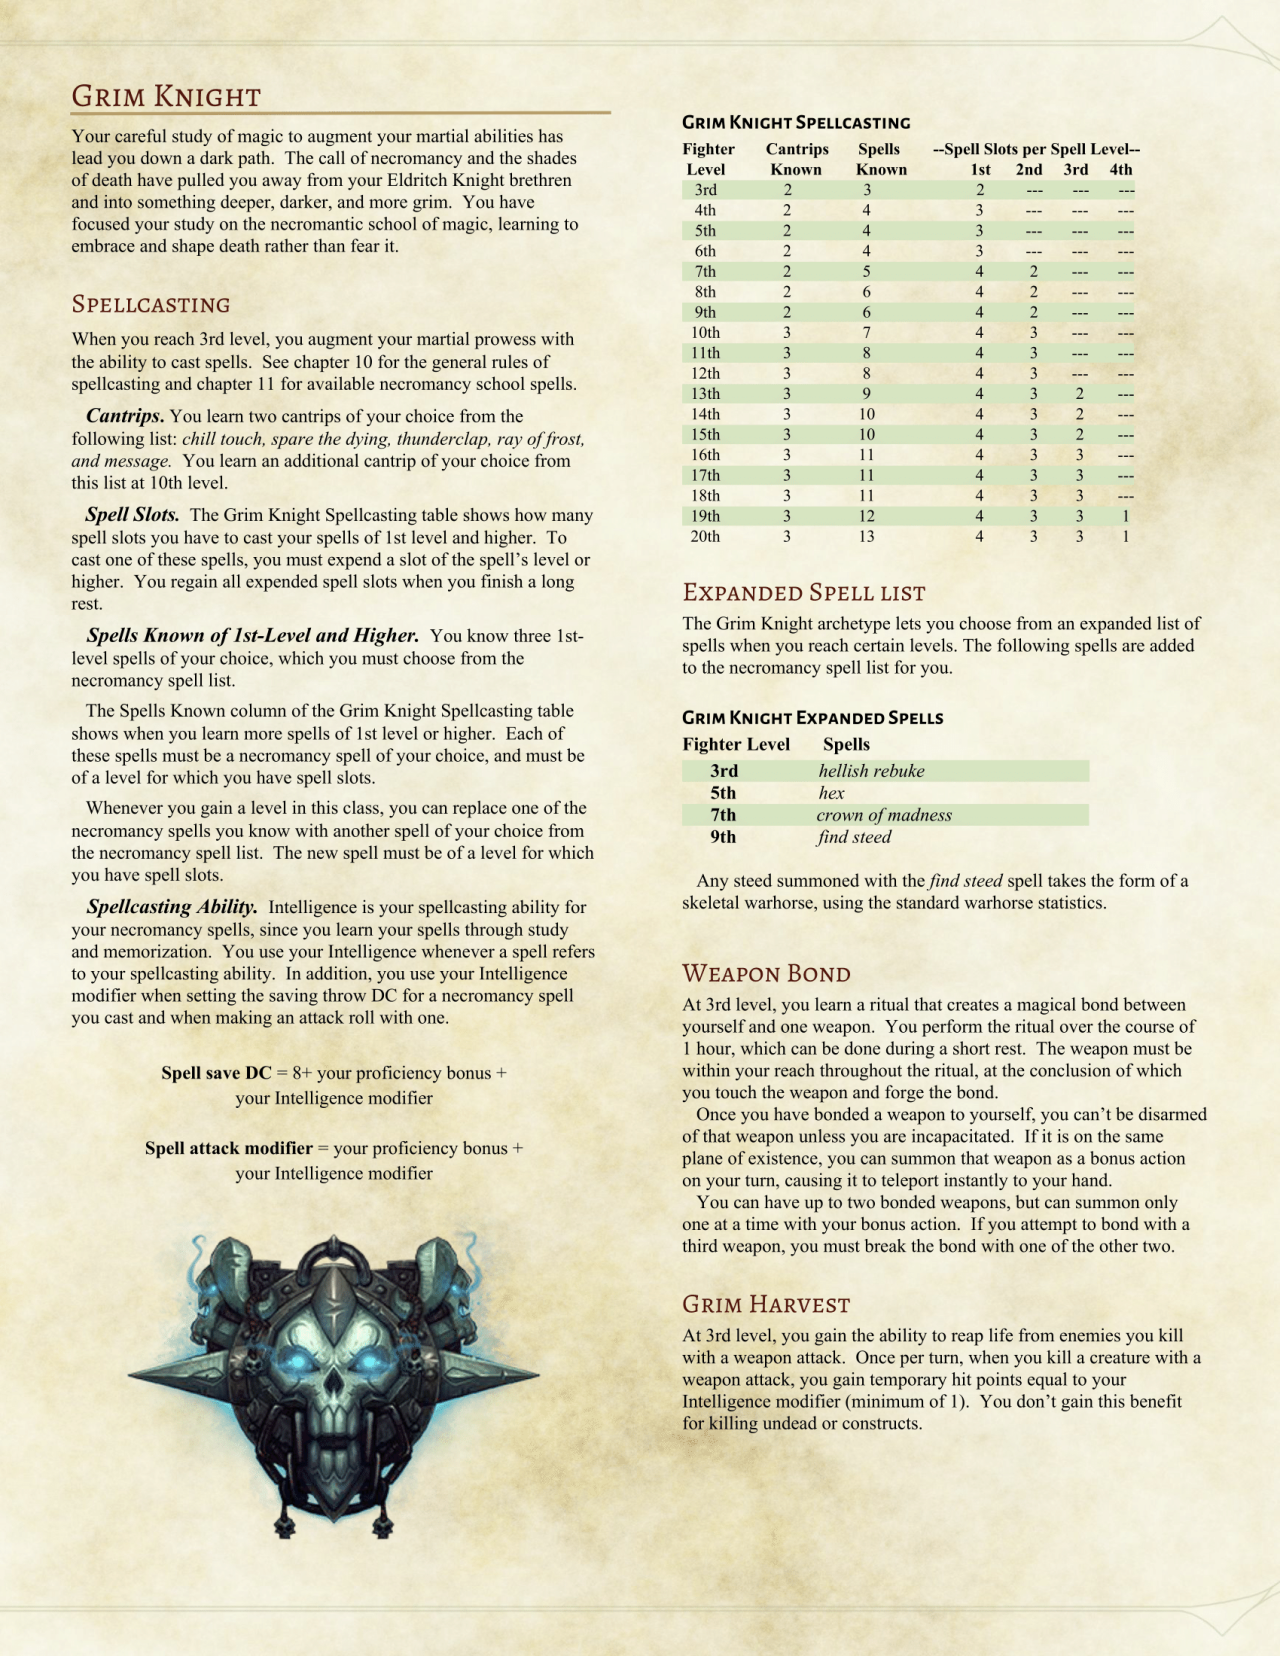 Grim Knight
Your careful study of magic to augment your martial abilities has
lead you down a dark path.  The call of necromancy and the shades
of death have pulled you away from your Eldritch Knight brethren
and into something deeper, darker, and more grim.  You have
focused your study on the necromantic school of magic, learning to
embrace and shape death rather than fear it.
Spellcasting
When you reach 3rd level, you augment your martial prowess with
the ability to cast spells.  See chapter 10 for the general rules of
spellcasting and chapter 11 for available necromancy school spells.
Cantrips. You learn two cantrips of your choice from the
following list: chill touch, spare the dying, thunderclap, ray of frost,
and message.  You learn an additional cantrip of your choice from
this list at 10th level.
Spell Slots.  The Grim Knight Spellcasting table shows how many
spell slots you have to cast your spells of 1st level and higher.  To
cast one of these spells, you must expend a slot of the spell's level or
higher.  You regain all expended spell slots when you finish a long
rest.
Spells Known of 1st-Level and Higher.  You know three 1st-
level spells of your choice, which you must choose from the
necromancy spell list.
The Spells Known column of the Grim Knight Spellcasting table
shows when you learn more spells of 1st level or higher.  Each of
these spells must be a necromancy spell of your choice, and must be
of a level for which you have spell slots.
Whenever you gain a level in this class, you can replace one of the
necromancy spells you know with another spell of your choice from
the necromancy spell list.  The new spell must be of a level for which
you have spell slots.
Spellcasting Ability.  Intelligence is your spellcasting ability for
your necromancy spells, since you learn your spells through study
and memorization.  You use your Intelligence whenever a spell refers
to your spellcasting ability.  In addition, you use your Intelligence
modifier when setting the saving throw DC for a necromancy spell
you cast and when making an attack roll with one.
Spell save DC = 8+ your proficiency bonus +
your Intelligence modifier
Spell attack modifier = your proficiency bonus +
your Intelligence modifier
Grim Knight Spellcasting
Fighter Cantrips Spells --Spell Slots per Spell Level--
Level Known Known 1st 2nd 3rd 4th
3rd 2 3 2 --- --- ---
4th 2 4 3 --- --- ---
5th 2 4 3 --- --- ---
6th 2 4 3 --- --- ---
7th 2 5 4 2 --- ---
8th 2 6 4 2 --- ---
9th 2 6 4 2 --- ---
10th 3 7 4 3 --- ---
11th 3 8 4 3 --- ---
12th 3 8 4 3 --- ---
13th 3 9 4 3 2 ---
14th 3 10 4 3 2 ---
15th 3 10 4 3 2 ---
16th 3 11 4 3 3 ---
17th 3 11 4 3 3 ---
18th 3 11 4 3 3 ---
19th 3 12 4 3 3 1
20th 3 13 4 3 3 1
Expanded Spell list
The Grim Knight archetype lets you choose from an expanded list of
spells when you reach certain levels. The following spells are added
to the necromancy spell list for you.
Grim Knight Expanded Spells
Fighter Level Spells
3rd hellish rebuke
5th hex
7th crown of madness
9th find steed
Any steed summoned with the find steed spell takes the form of a
skeletal warhorse, using the standard warhorse statistics.
Weapon Bond
At 3rd level, you learn a ritual that creates a magical bond between
yourself and one weapon.  You perform the ritual over the course of
1 hour, which can be done during a short rest.  The weapon must be
within your reach throughout the ritual, at the conclusion of which
you touch the weapon and forge the bond.
Once you have bonded a weapon to yourself, you can't be disarmed
of that weapon unless you are incapacitated.  If it is on the same
plane of existence, you can summon that weapon as a bonus action
on your turn, causing it to teleport instantly to your hand.
You can have up to two bonded weapons, but can summon only
one at a time with your bonus action.  If you attempt to bond with a
third weapon, you must break the bond with one of the other two.
Grim Harvest
At 3rd level, you gain the ability to reap life from enemies you kill
with a weapon attack.  Once per turn, when you kill a creature with a
weapon attack, you gain temporary hit points equal to your
Intelligence modifier (minimum of 1).  You don't gain this benefit
for killing undead or constructs.